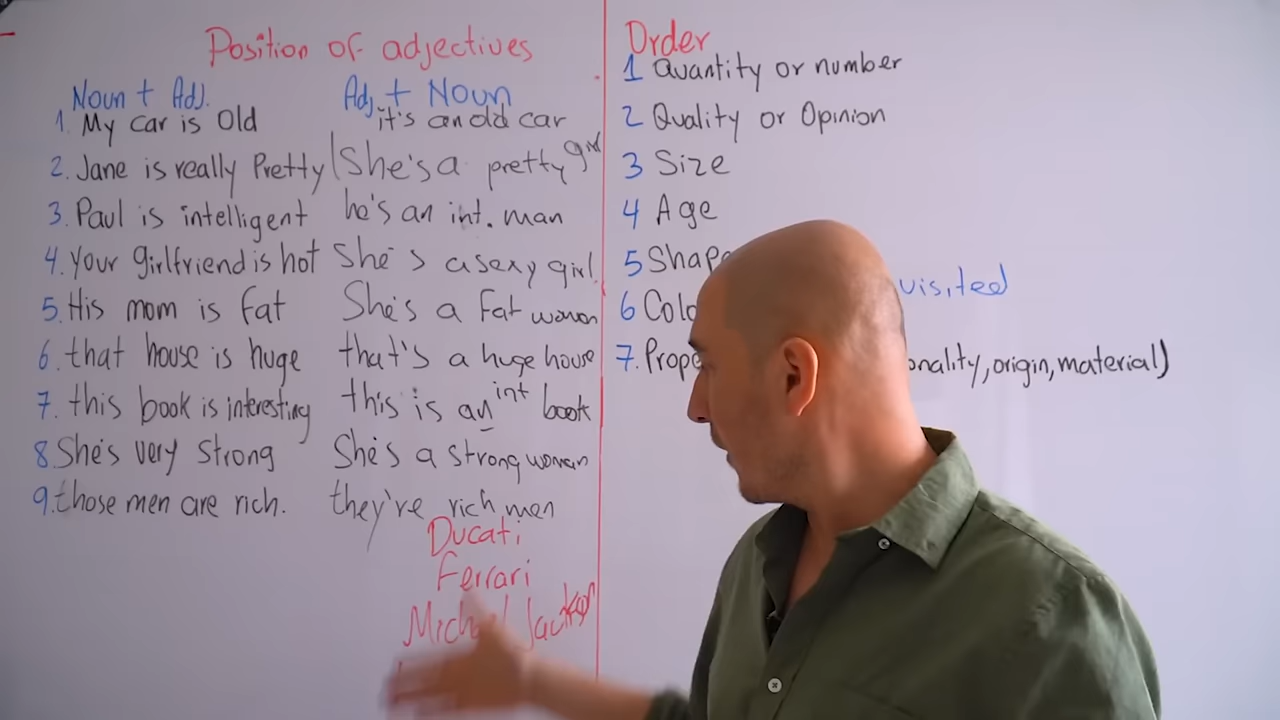 Position of adjectives
Noun + Adj.
1. My car is Old
2. Jane is really Pretty
3. Paul is intelligent
4. Your girlfriend is hot
5. His mom is fat
6. that house is huge
7. this book is interesting
8 She's very strong
9. those men are rich.
Adj + Noun
it's an old car
She's a pretty girl
he's an int. man
She's a sexy girl
She's a fat woman
that's a huge house
this is an int book
She's a strong woman
they're rich men
Ducati
Ferrari
Jackson
Order
1 Quantity or number
2 Quality or Opinion
3 Size
4 Age
5 Shap
6 Colo
visited
7. Prope onality, origin, material)